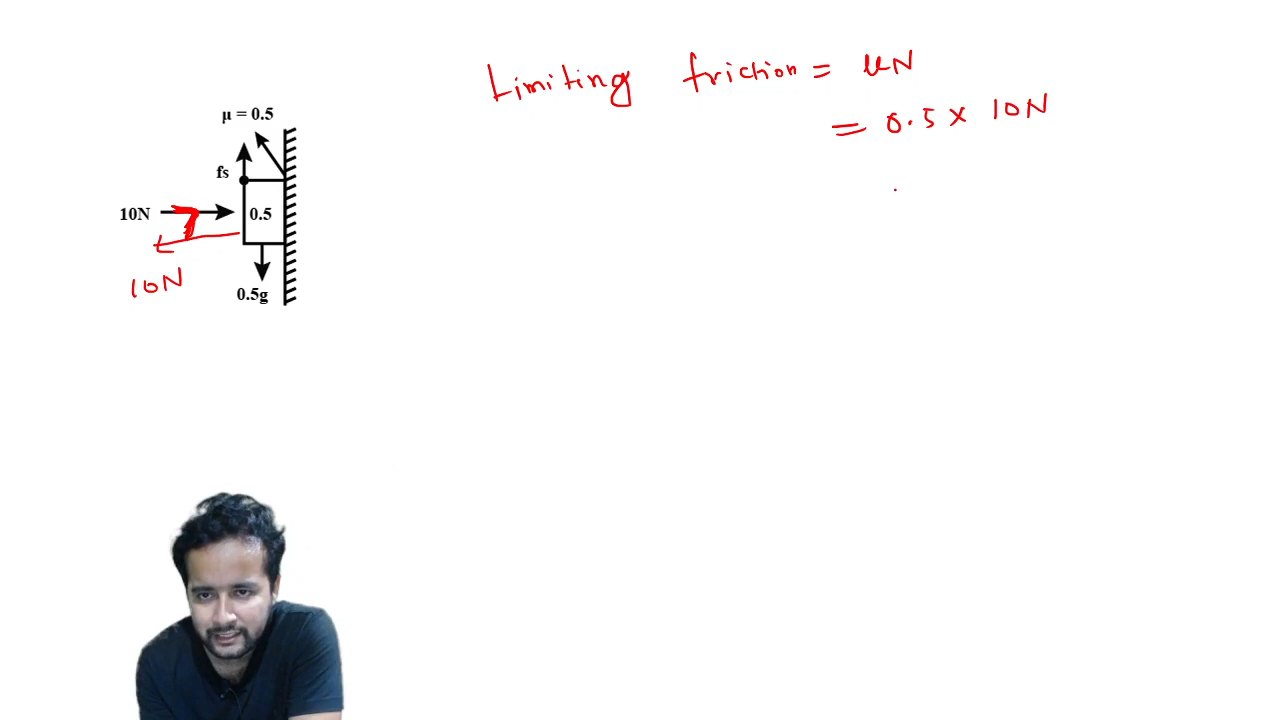 Limiting friction = μN
= 0.5 × 10N
μ = 0.5
fs
10N
0.5
10N
0.5g